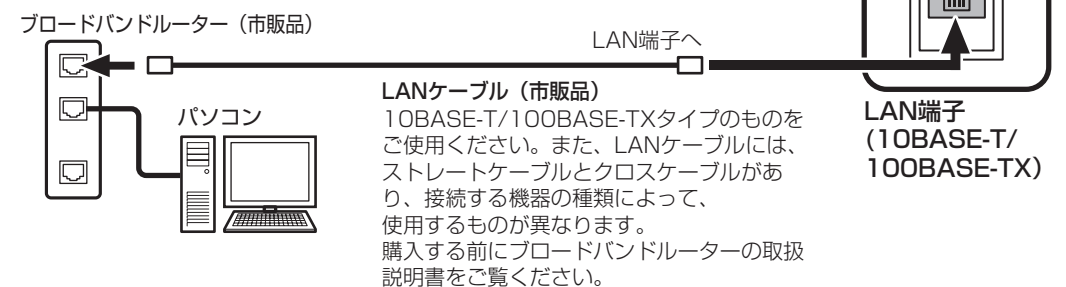 ブロードバンドルーター（市販品）
LAN端子へ
パソコン
LANケーブル（市販品）
10BASE-T/100BASE-TXタイプのものを
ご使用ください。また、LANケーブルには、
ストレートケーブルとクロスケーブルがあ
り、接続する機器の種類によって、
使用するものが異なります。
購入する前にブロードバンドルーターの取扱
説明書をご覧ください。
LAN端子
(10BASE-T/
100BASE-TX)